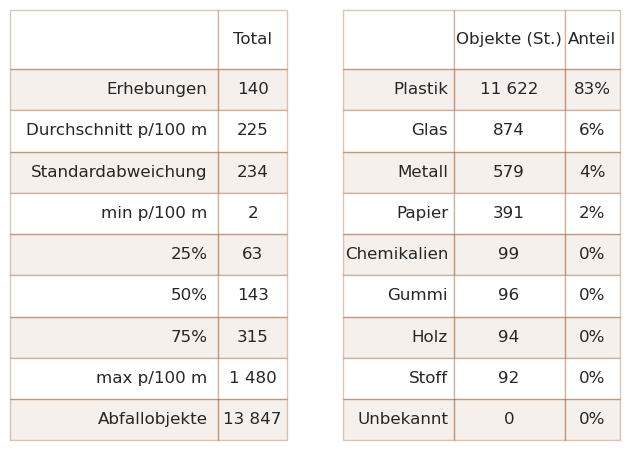 Total
Erhebungen 140
Durchschnitt p/100 m 225
Standardabweichung 234
min p/100 m 2
25% 63
50% 143
75% 315
max p/100 m 1 480
Abfallobjekte 13 847
Objekte (St.) Anteil
Plastik 11 622 83%
Glas 874 6%
Metall 579 4%
Papier 391 2%
Chemikalien 99 0%
Gummi 96 0%
Holz 94 0%
Stoff 92 0%
Unbekannt 0 0%